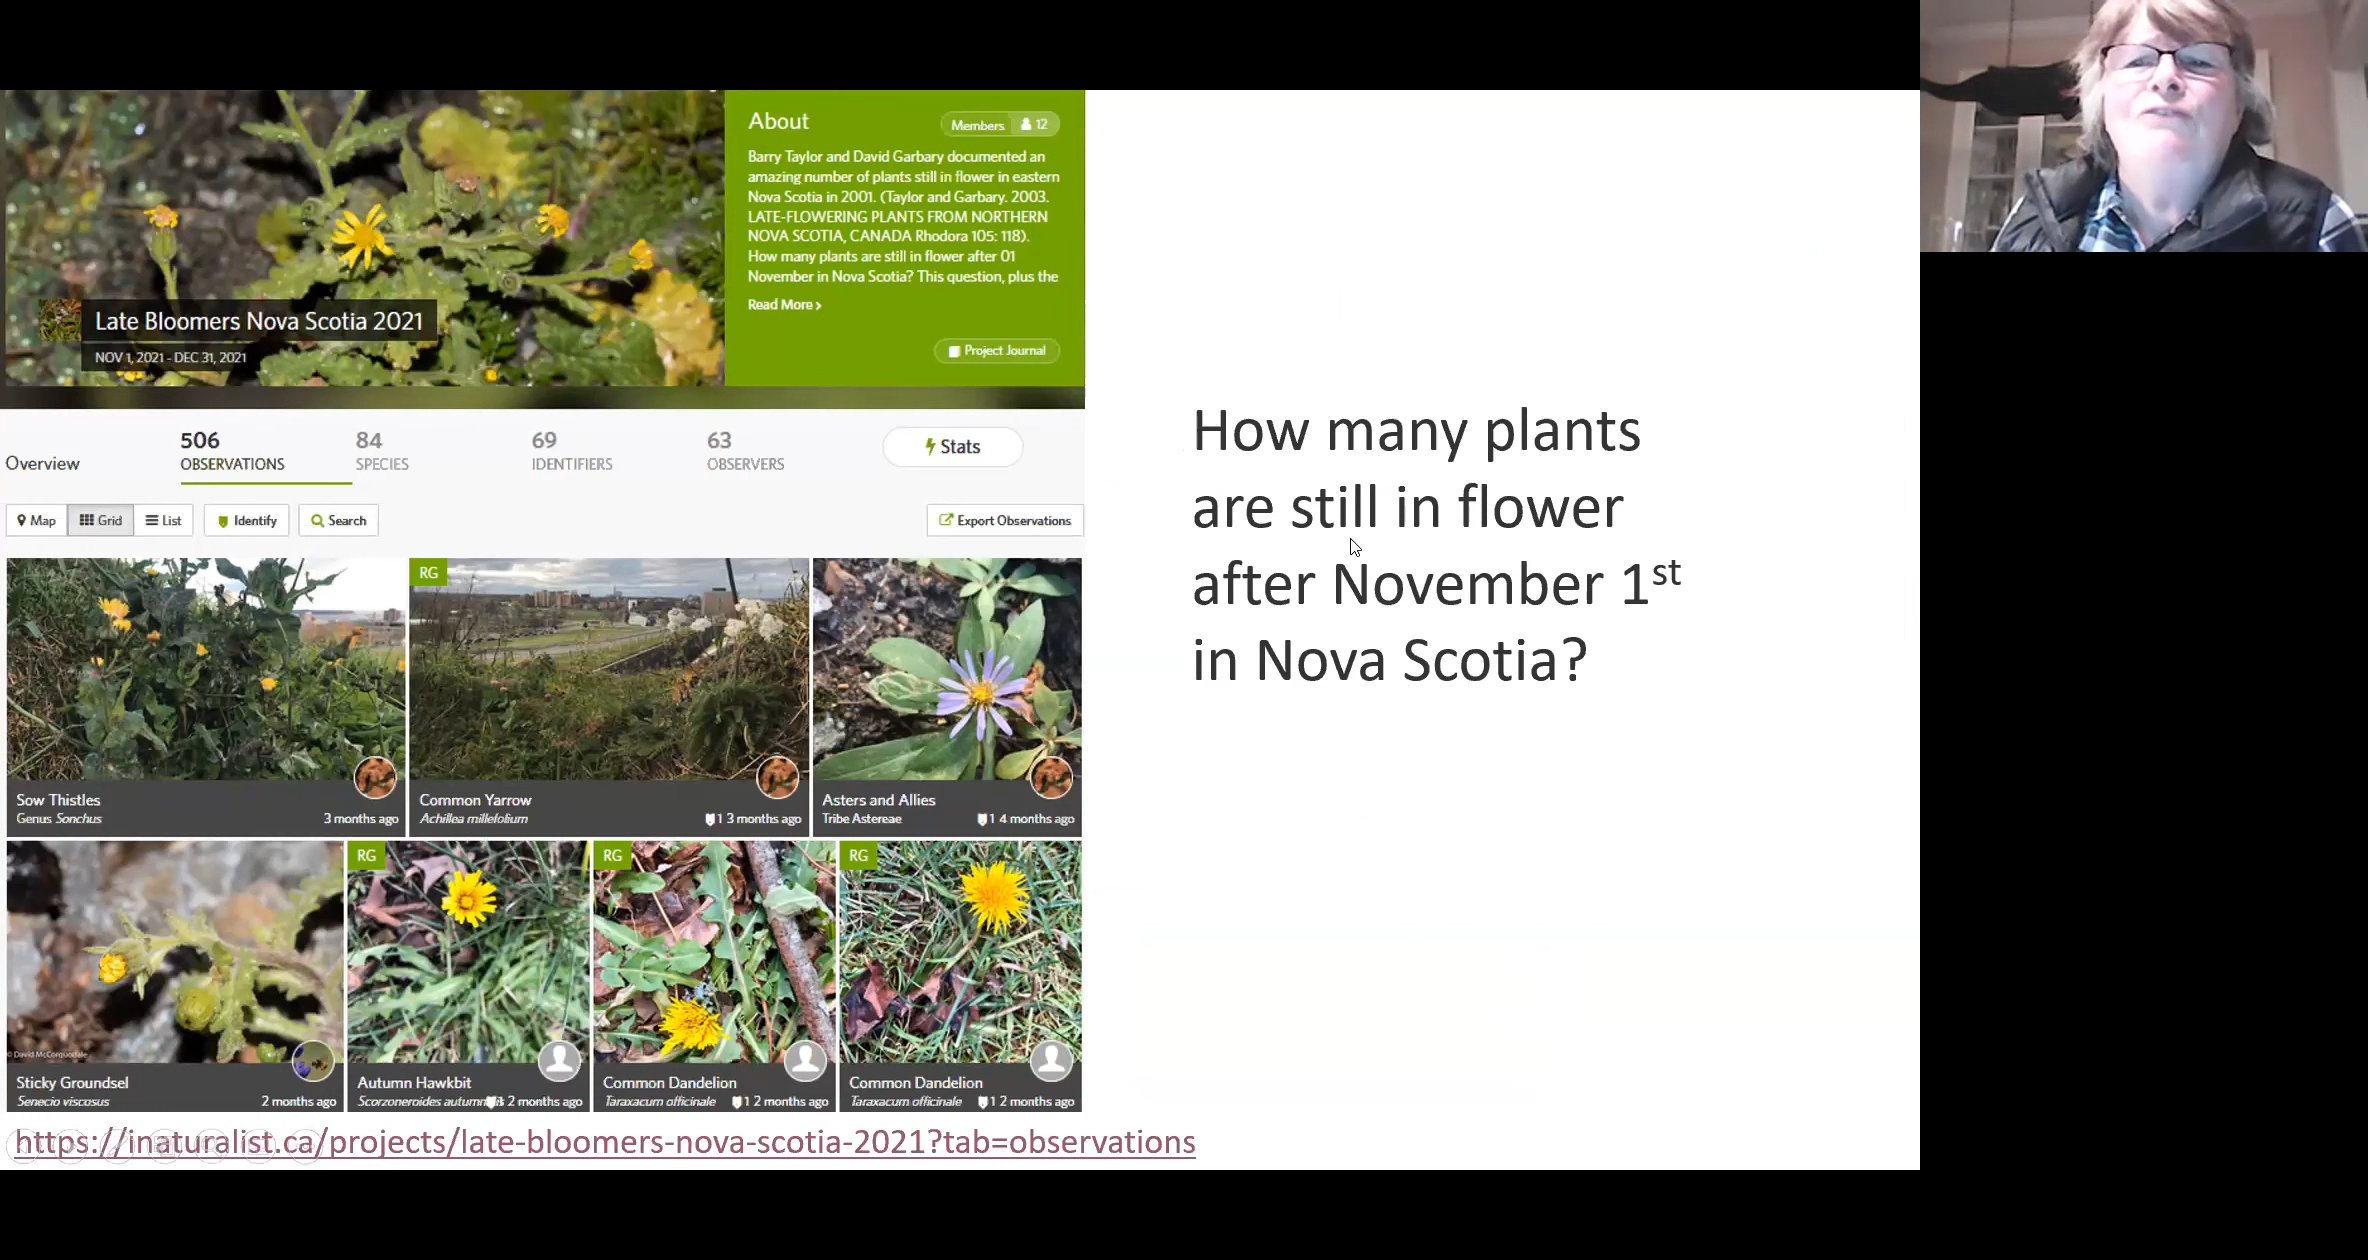 About
Members 12
Barry Taylor and David Garbary documented an
amazing number of plants still in flower in eastern
Nova Scotia in 2001. (Taylor and Garbary. 2003.
LATE-FLOWERING PLANTS FROM NORTHERN
NOVA SCOTIA, CANADA Rhodora 105: 118).
How many plants are still in flower after 01
November in Nova Scotia? This question, plus the
Read More ›
Project Journal
Late Bloomers Nova Scotia 2021
NOV 1, 2021 - DEC 31, 2021
Overview
506
OBSERVATIONS
84
SPECIES
69
IDENTIFIERS
63
OBSERVERS
Stats
Map
Grid
List
Identify
Search
Export Observations
Sow Thistles
Genus Sonchus
3 months ago
RG
Common Yarrow
Achillea millefolium
1 3 months ago
Asters and Allies
Tribe Astereae
1 4 months ago
© David McCorquodale
Sticky Groundsel
Senecio viscosus
2 months ago
RG
Autumn Hawkbit
Scorzoneroides
2 months ago
RG
Common Dandelion
Taraxacum officinale
1 2 months ago
RG
Common Dandelion
Taraxacum officinale
1 2 months ago
How many plants
are still in flower
after November 1st
in Nova Scotia?
https://inaturalist.ca/projects/late-bloomers-nova-scotia-2021?tab=observations